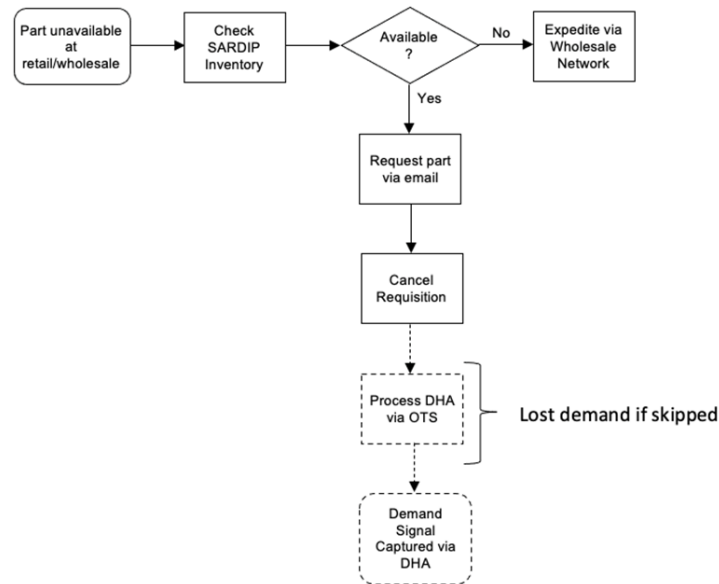 Part unavailable
at
retail/wholesale
Check
SARDIP
Inventory
Available
?
No
Expedite via
Wholesale
Network
Yes
Request part
via email
Cancel
Requisition
Process DHA
via OTS
Lost demand if skipped
Demand
Signal
Captured via
DHA